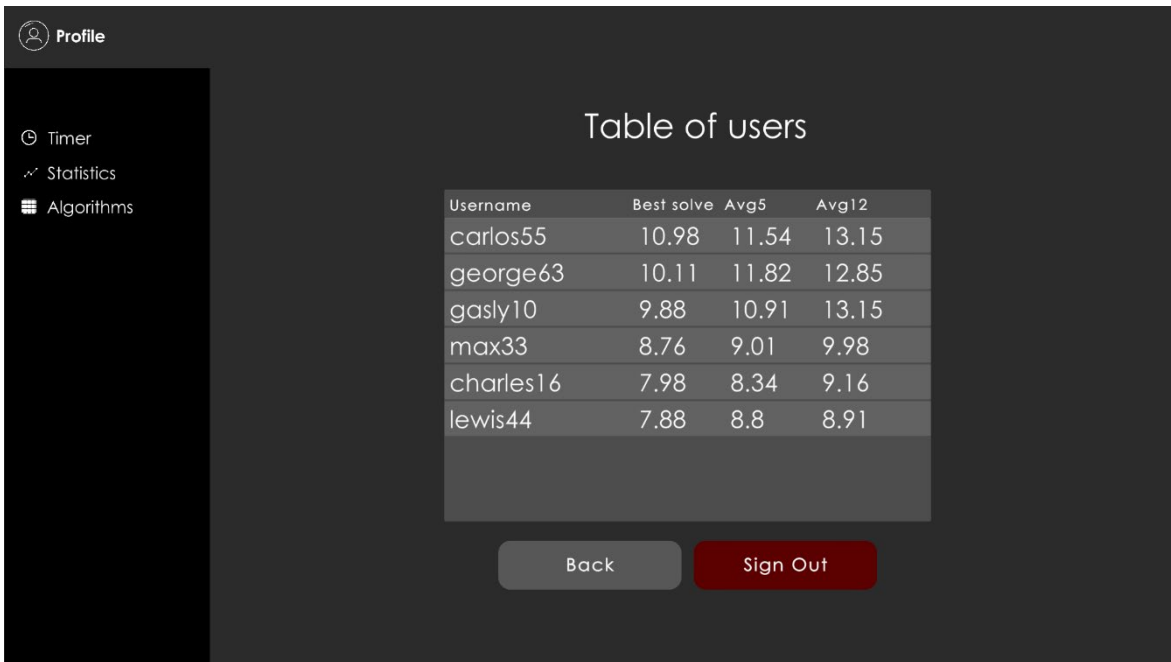 Profile
Timer
Statistics
Algorithms
Table of users
Username Best solve Avg5 Avg12
carlos55 10.98 11.54 13.15
george63 10.11 11.82 12.85
gasly10 9.88 10.91 13.15
max33 8.76 9.01 9.98
charles16 7.98 8.34 9.16
lewis44 7.88 8.8 8.91
Back Sign Out